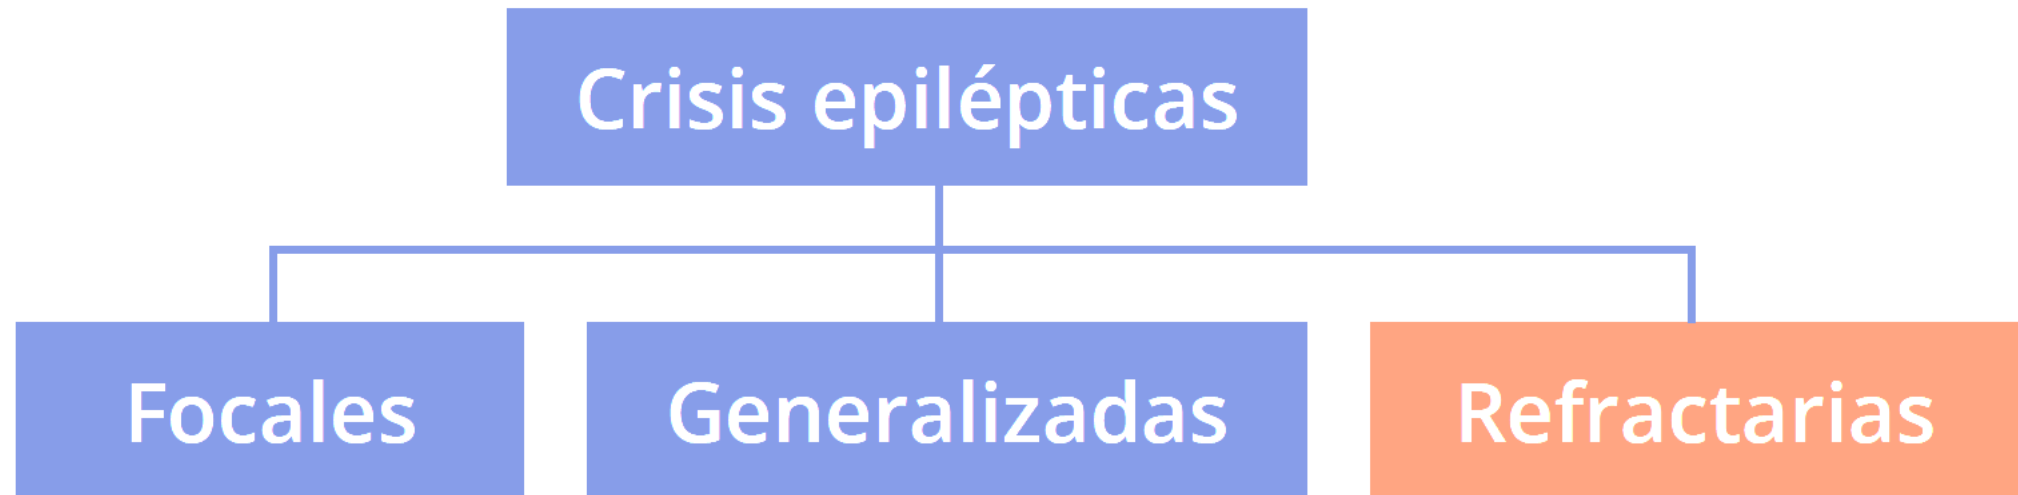 Crisis epilépticas
Focales
Generalizadas
Refractarias